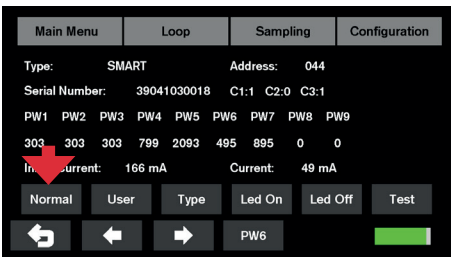 Main Menu Loop Sampling Configuration
Type: SMART Address: 044
Serial Number: 39041030018 C1:1 C2:0 C3:1
PW1 PW2 PW3 PW4 PW5 PW6 PW7 PW8 PW9
303 303 303 799 2093 495 895 0 0
166 mA Current: 49 mA
Normal User Type Led On Led Off Test
PW6